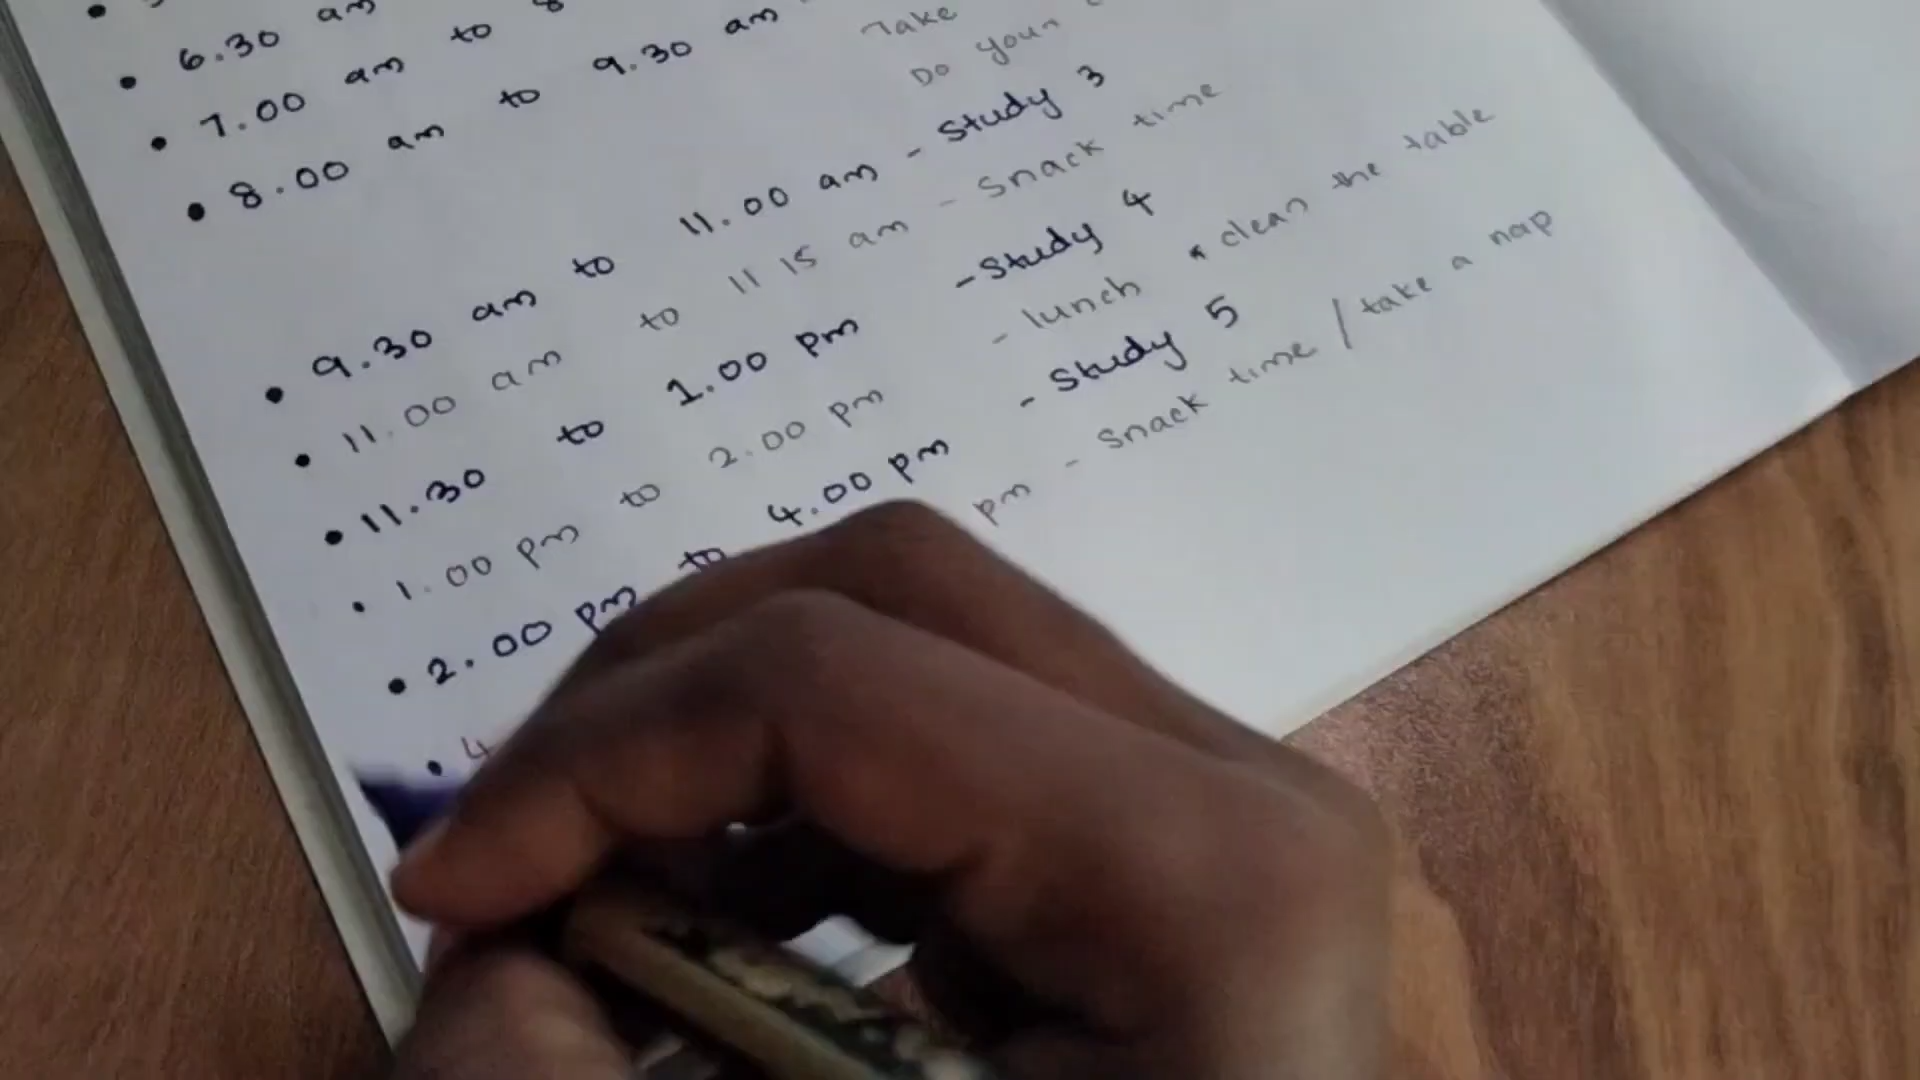 • 6.30 am
• 7.00 am to 8
• 8.00 am to 9.30 am
Take
Do your
• 9.30 am to 11.00 am - Study 3
• 11.00 am to 11 15 am - snack time
• 11.30 to 1.00 pm - Study 4
• 1.00 pm to 2.00 pm - lunch * clean the table
• 2.00 pm to 4.00 pm - Study 5
• 4 pm - snack time / take a nap